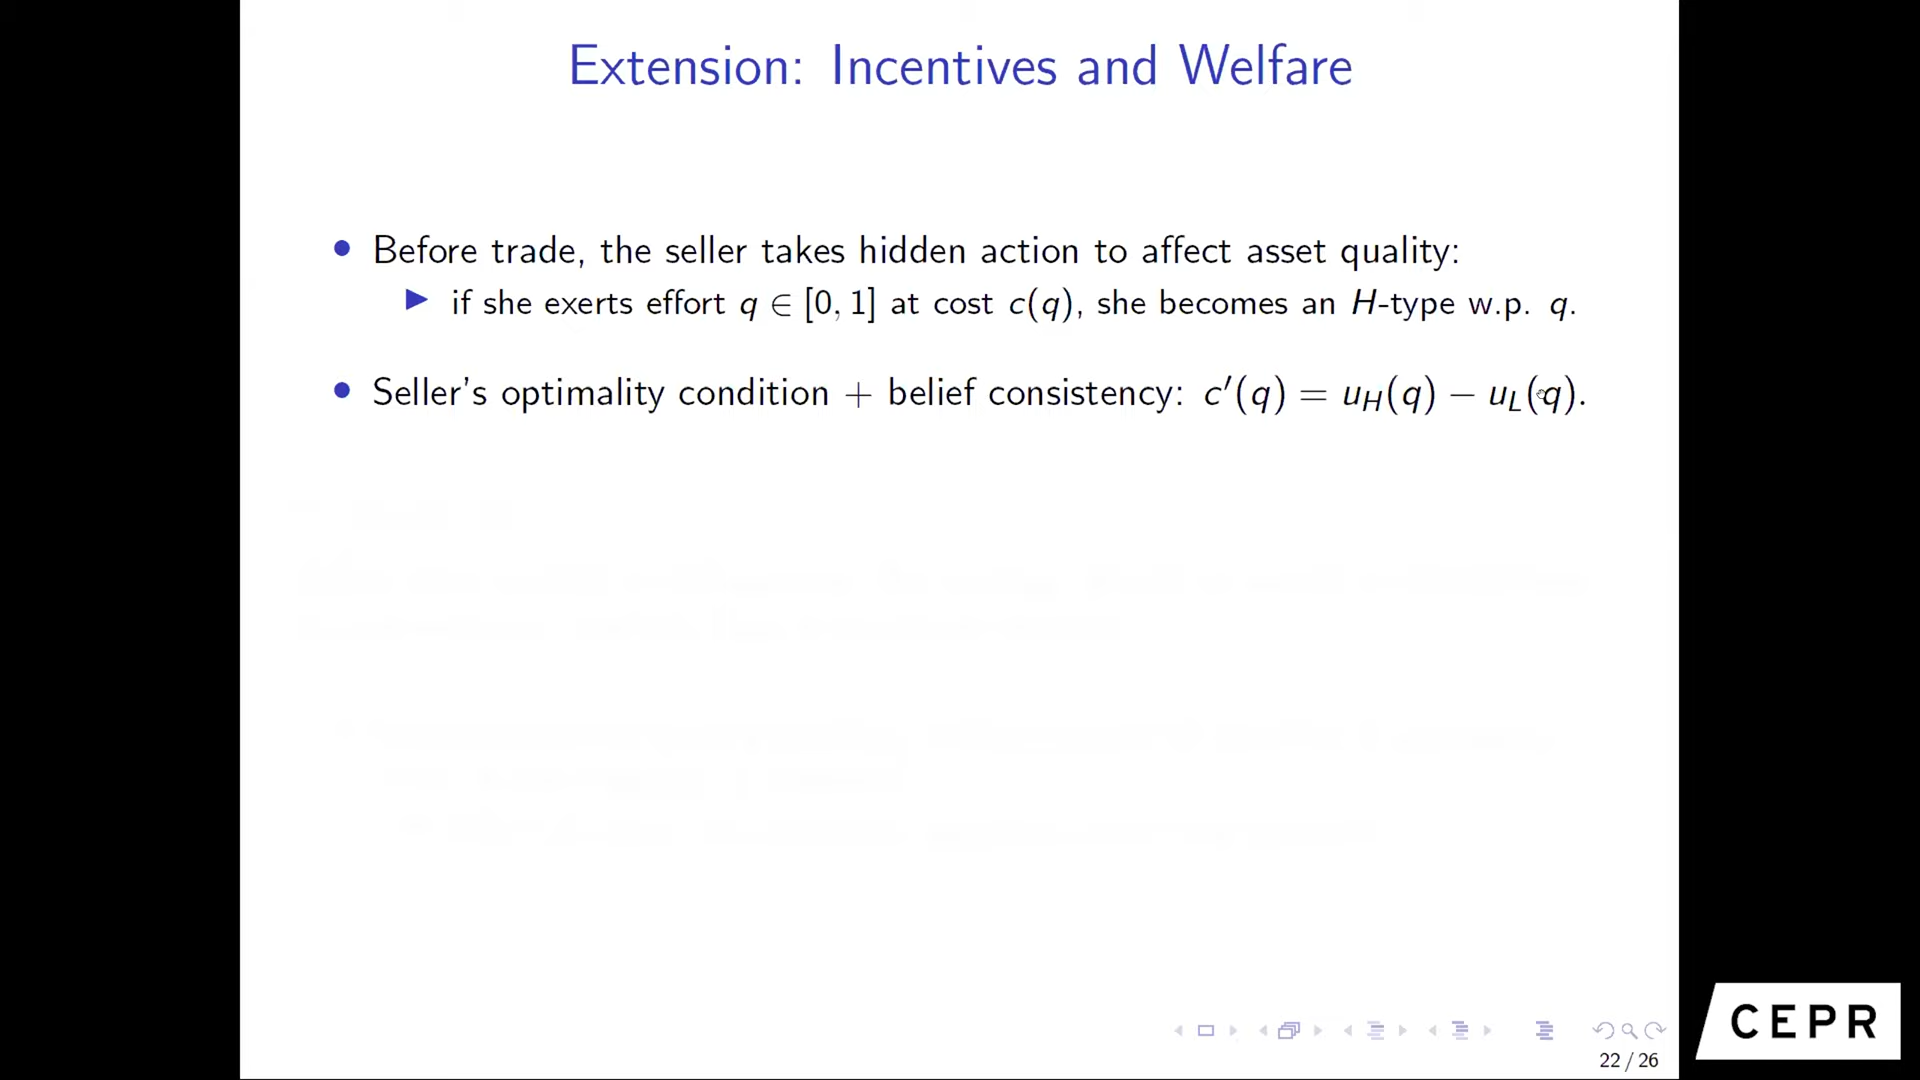 Extension: Incentives and Welfare
• Before trade, the seller takes hidden action to affect asset quality:
▶ if she exerts effort q ∈ [0, 1] at cost c(q), she becomes an H-type w.p. q.
• Seller's optimality condition + belief consistency: c′(q) = u_H(q) − u_L(q).
22 / 26
CEPR